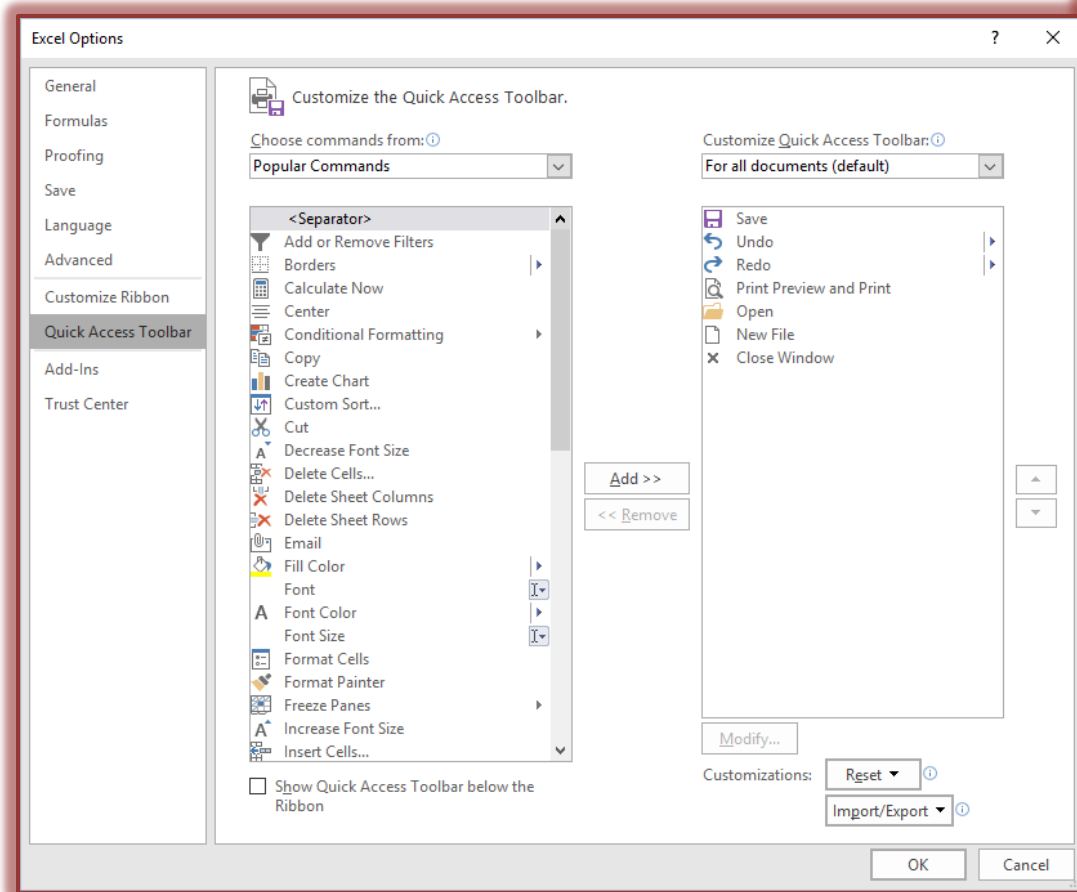 Excel Options
?
General
Formulas
Proofing
Save
Language
Advanced
Customize Ribbon
Quick Access Toolbar
Add-Ins
Trust Center
Customize the Quick Access Toolbar.
Choose commands from:
Popular Commands
<Separator>
Add or Remove Filters
Borders
Calculate Now
Center
Conditional Formatting
Copy
Create Chart
Custom Sort...
Cut
Decrease Font Size
Delete Cells...
Delete Sheet Columns
Delete Sheet Rows
Email
Fill Color
Font
Font Color
Font Size
Format Cells
Format Painter
Freeze Panes
Increase Font Size
Insert Cells...
Show Quick Access Toolbar below the
Ribbon
Add >>
<< Remove
Customize Quick Access Toolbar:
For all documents (default)
Save
Undo
Redo
Print Preview and Print
Open
New File
Close Window
Modify...
Customizations:
Reset
Import/Export
OK
Cancel